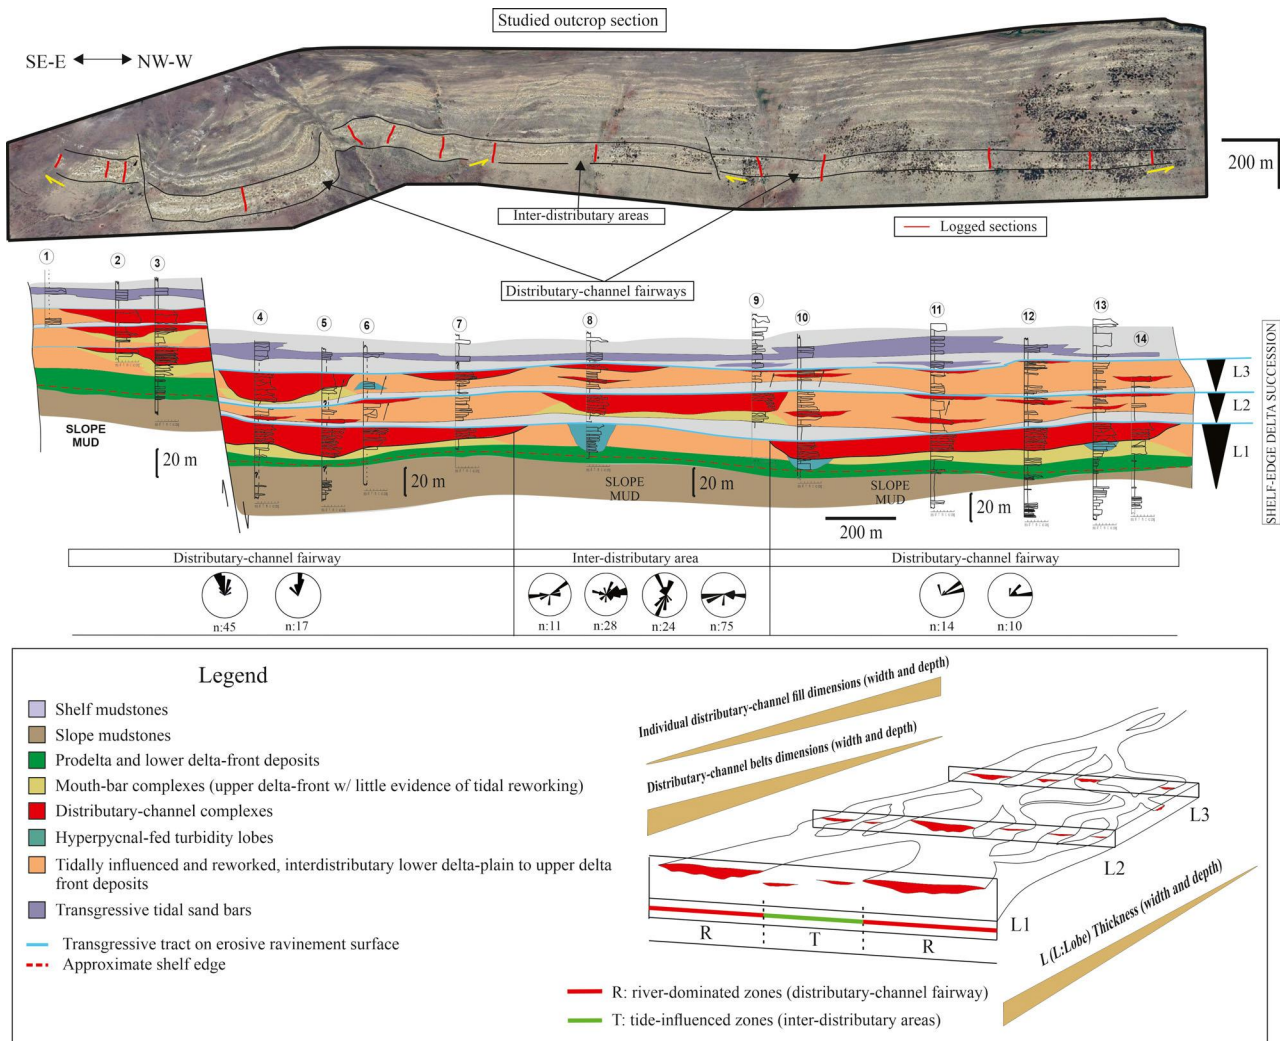 Studied outcrop section
SE-E
NW-W
200 m
Inter-distributary areas
Logged sections
Distributary-channel fairways
1
2
3
4
5
6
7
8
9
10
11
12
13
14
L3
L2
L1
SHELF-EDGE DELTA SUCCESSION
SLOPE
MUD
20 m
20 m
SLOPE
MUD
20 m
SLOPE
MUD
20 m
200 m
Distributary-channel fairway
Inter-distributary area
Distributary-channel fairway
n:45
n:17
n:11
n:28
n:24
n:75
n:14
n:10
Legend
Shelf mudstones
Slope mudstones
Prodelta and lower delta-front deposits
Mouth-bar complexes (upper delta-front w/ little evidence of tidal reworking)
Distributary-channel complexes
Hyperpycnal-fed turbidity lobes
Tidally influenced and reworked, interdistributary lower delta-plain to upper delta
front deposits
Transgressive tidal sand bars
Transgressive tract on erosive ravinement surface
Approximate shelf edge
Individual distributary-channel fill dimensions (width and depth)
Distributary-channel belts dimensions (width and depth)
L3
L2
L1
L (L:Lobe) Thickness (width and depth)
R
T
R
R: river-dominated zones (distributary-channel fairway)
T: tide-influenced zones (inter-distributary areas)